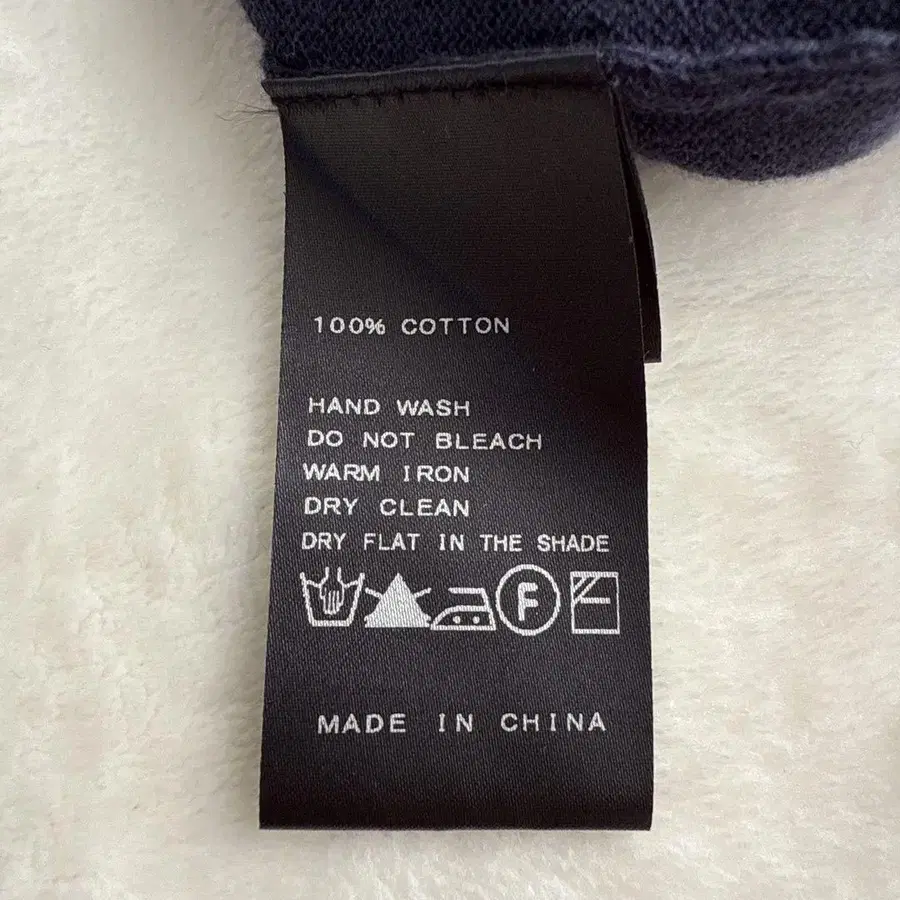 100% COTTON
HAND WASH
DO NOT BLEACH
WARM IRON
DRY CLEAN
DRY FLAT IN THE SHADE
F
MADE IN CHINA